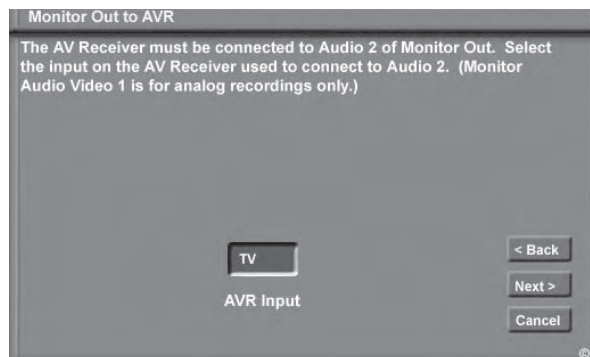 Monitor Out to AVR
The AV Receiver must be connected to Audio 2 of Monitor Out. Select
the input on the AV Receiver used to connect to Audio 2. (Monitor
Audio Video 1 is for analog recordings only.)
TV
AVR Input
< Back
Next >
Cancel
©